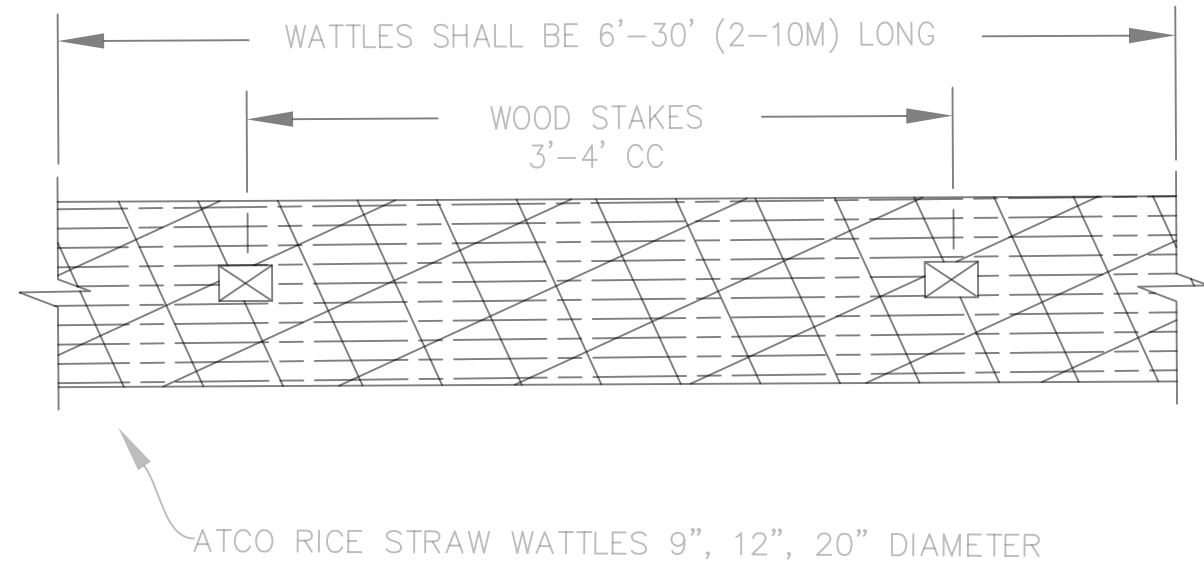 WATTLES SHALL BE 6'-30' (2-10M) LONG
WOOD STAKES
3'-4' CC
ATCO RICE STRAW WATTLES 9", 12", 20" DIAMETER